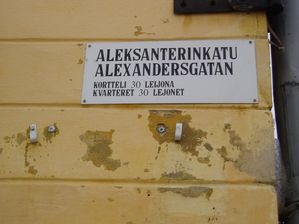 ALEKSANTERINKATU
ALEXANDERSGATAN
KORTTELI 30 LEIJONA
KVARTERET 30 LEJONET